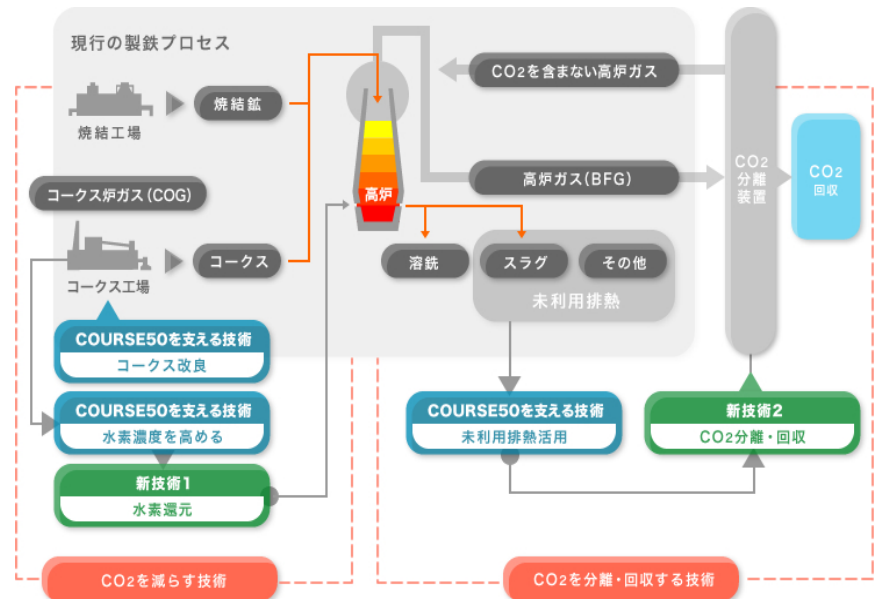 現行の製鉄プロセス
焼結工場
焼結鉱
CO2を含まない高炉ガス
高炉ガス(BFG)
CO2
分離
装置
CO2
回収
コークス炉ガス(COG)
コークス工場
コークス
高炉
溶銑
スラグ
その他
未利用排熱
COURSE50を支える技術
コークス改良
COURSE50を支える技術
水素濃度を高める
新技術1
水素還元
COURSE50を支える技術
未利用排熱活用
新技術2
CO2分離・回収
CO2を減らす技術
CO2を分離・回収する技術